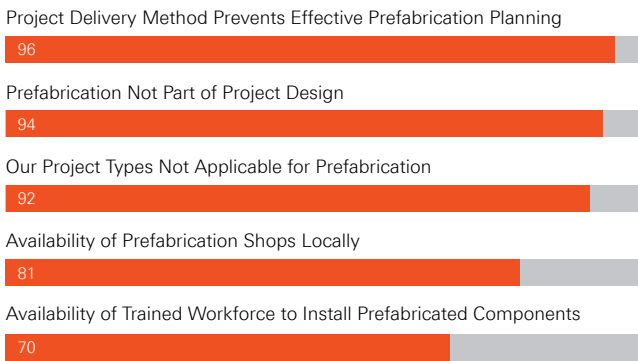 Project Delivery Method Prevents Effective Prefabrication Planning
96
Prefabrication Not Part of Project Design
94
Our Project Types Not Applicable for Prefabrication
92
Availability of Prefabrication Shops Locally
81
Availability of Trained Workforce to Install Prefabricated Components
70